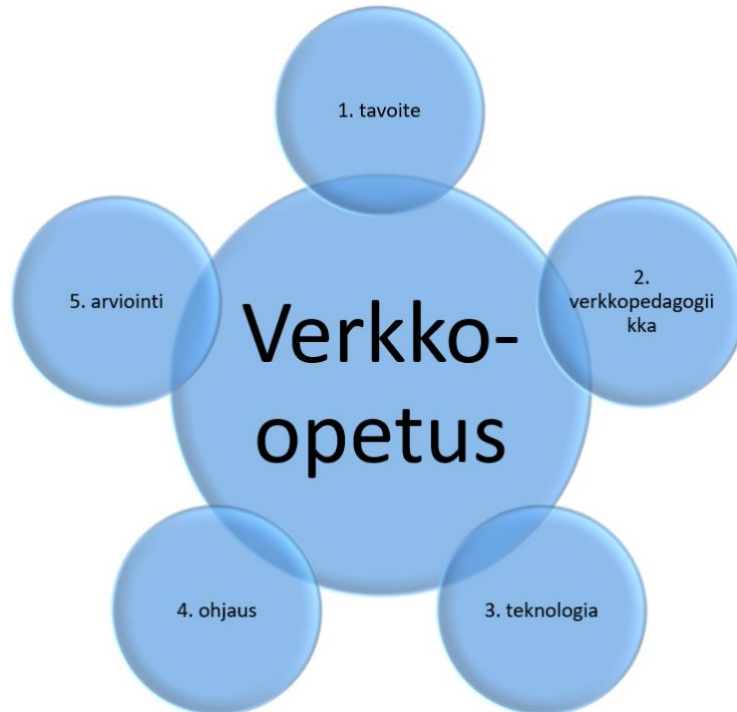 1. tavoite
2.
verkkopedagogii
kka
3. teknologia
4. ohjaus
5. arviointi
Verkko-
opetus